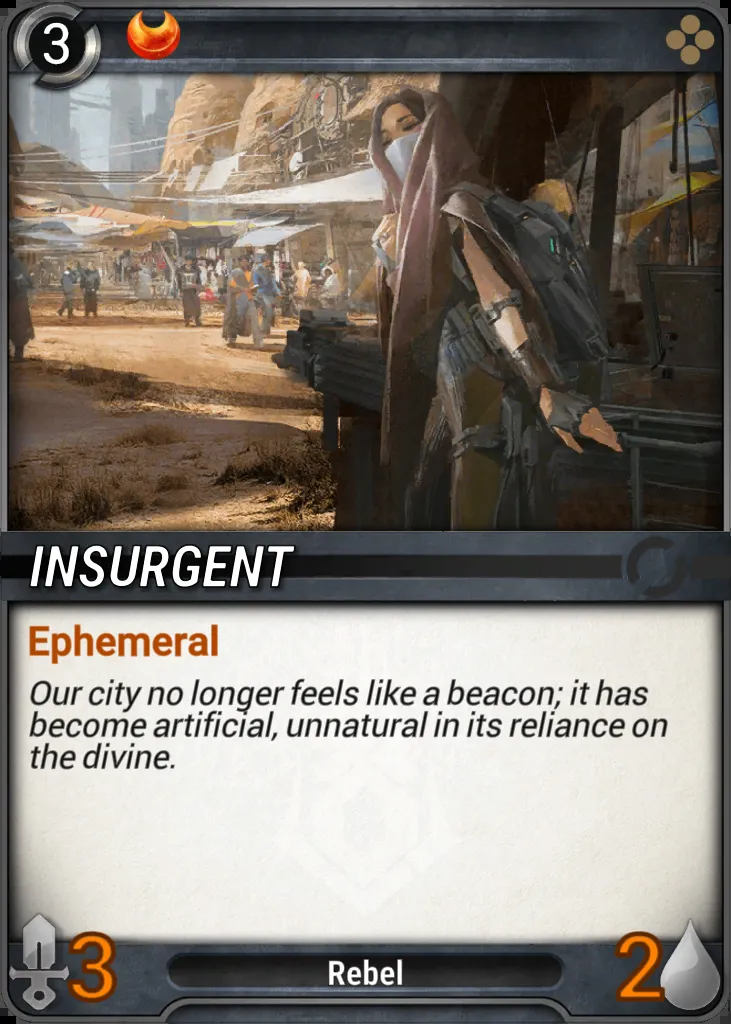 3
INSURGENT
Ephemeral
Our city no longer feels like a beacon; it has
become artificial, unnatural in its reliance on
the divine.
3 Rebel 2